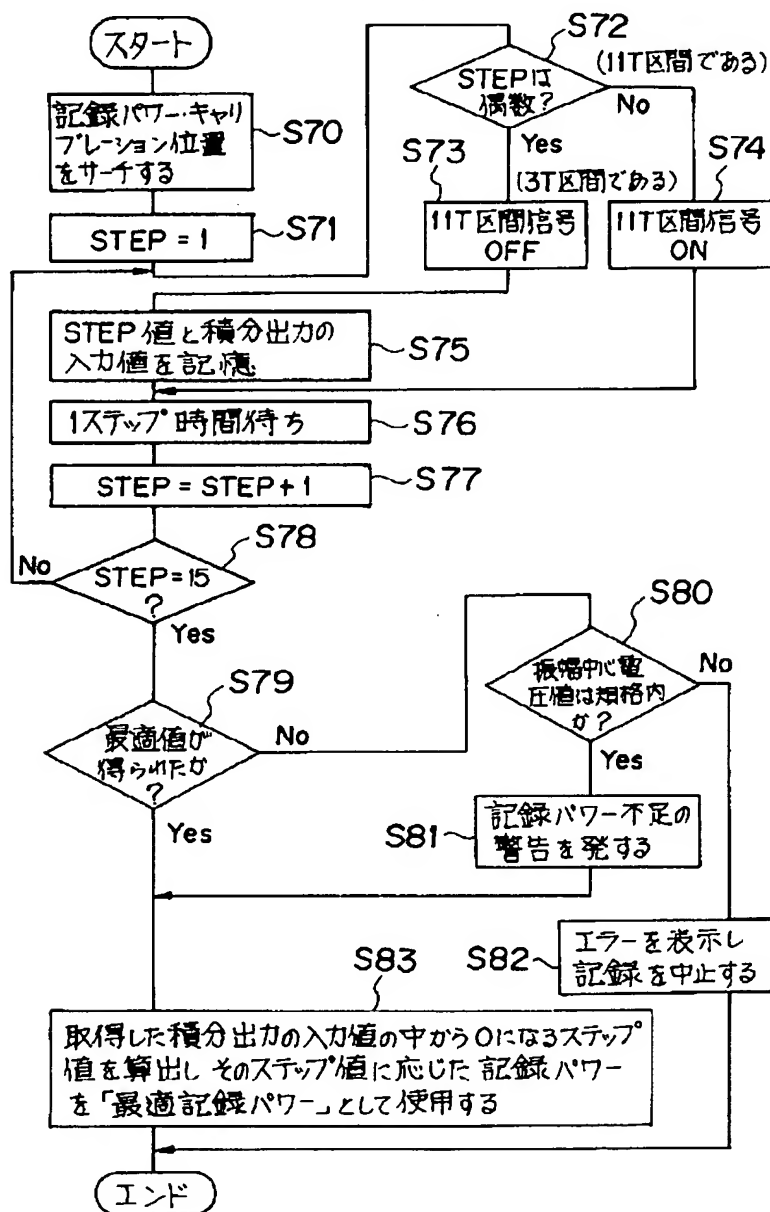 スタート
記録パワー・キャリ
ブレーション位置
をサーチする
S70
STEP = 1
S71
S72
STEPは
偶数?
(11T区間である)
No
Yes
S73
(3T区間である)
S74
11T区間信号
OFF
11T区間信号
ON
STEP値と積分出力の
入力値を記憶
S75
1ステップ時間待ち
S76
STEP = STEP+1
S77
S78
No
STEP=15
?
Yes
S79
最適値が
得られたか
?
No
Yes
S80
振幅中心電
圧値は規格内
か?
No
Yes
S81
記録パワー不足の
警告を発する
S82
エラーを表示し
記録を中止する
S83
取得した積分出力の入力値の中から0になるステップ
値を算出し そのステップ値に応じた 記録パワー
を「最適記録パワー」として使用する
エンド